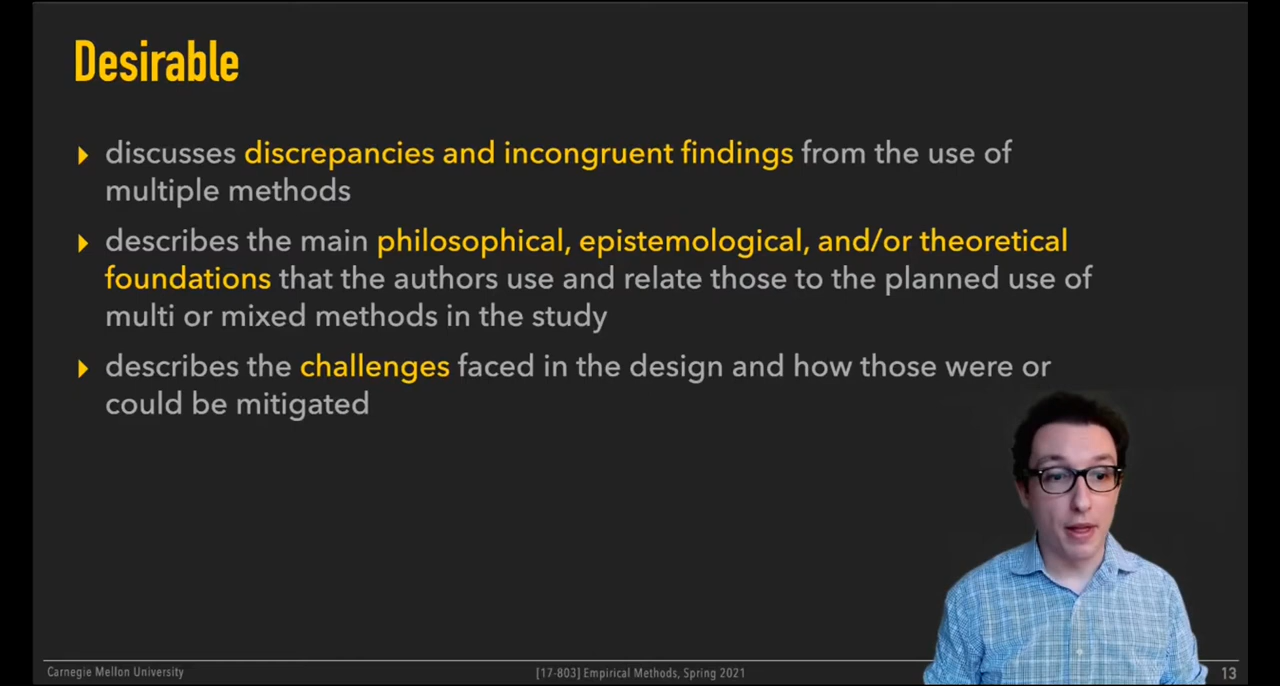 Desirable
discusses discrepancies and incongruent findings from the use of
multiple methods
describes the main philosophical, epistemological, and/or theoretical
foundations that the authors use and relate those to the planned use of
multi or mixed methods in the study
describes the challenges faced in the design and how those were or
could be mitigated
Carnegie Mellon University
[17-803] Empirical Methods, Spring 2021
13